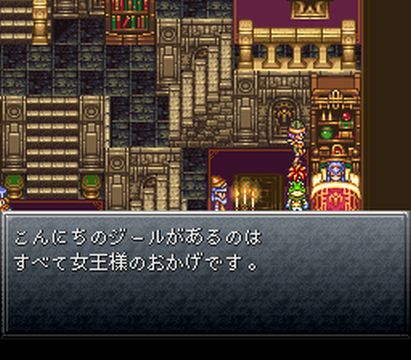 こんにちのジールがあるのは
すべて女王様のおかげです。